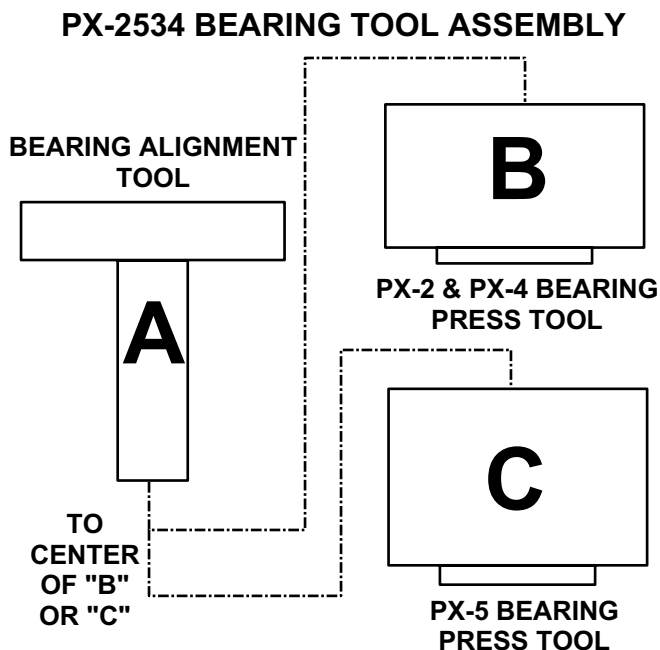 PX-2534 BEARING TOOL ASSEMBLY
BEARING ALIGNMENT
TOOL
A
TO
CENTER
OF "B"
OR "C"
B
PX-2 & PX-4 BEARING
PRESS TOOL
C
PX-5 BEARING
PRESS TOOL